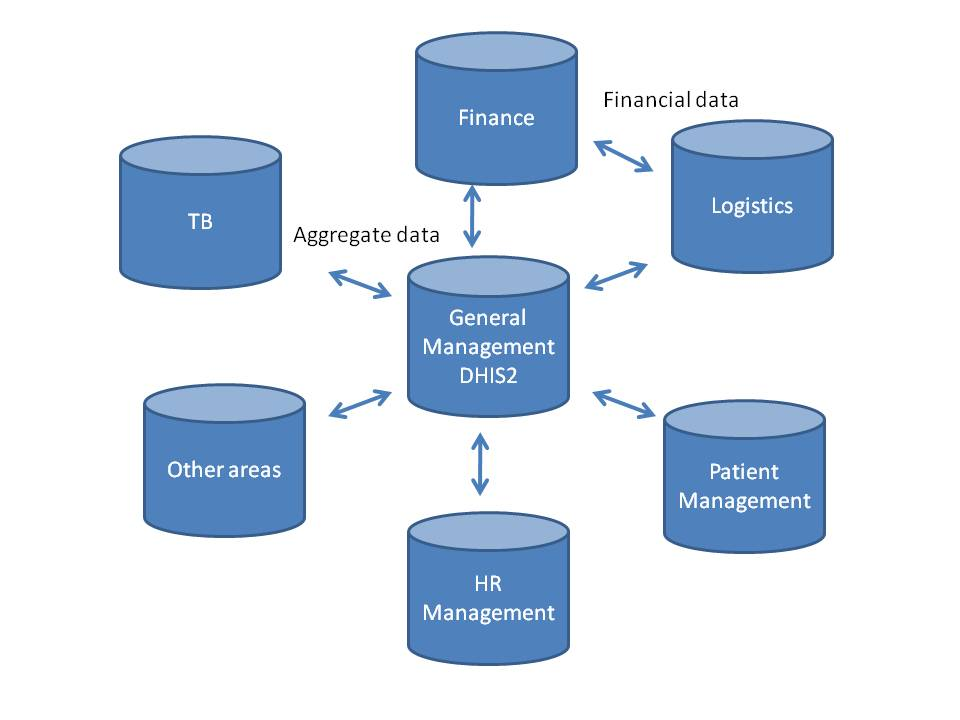 Finance
Financial data
Logistics
TB
Aggregate data
General
Management
DHIS2
Other areas
Patient
Management
HR
Management